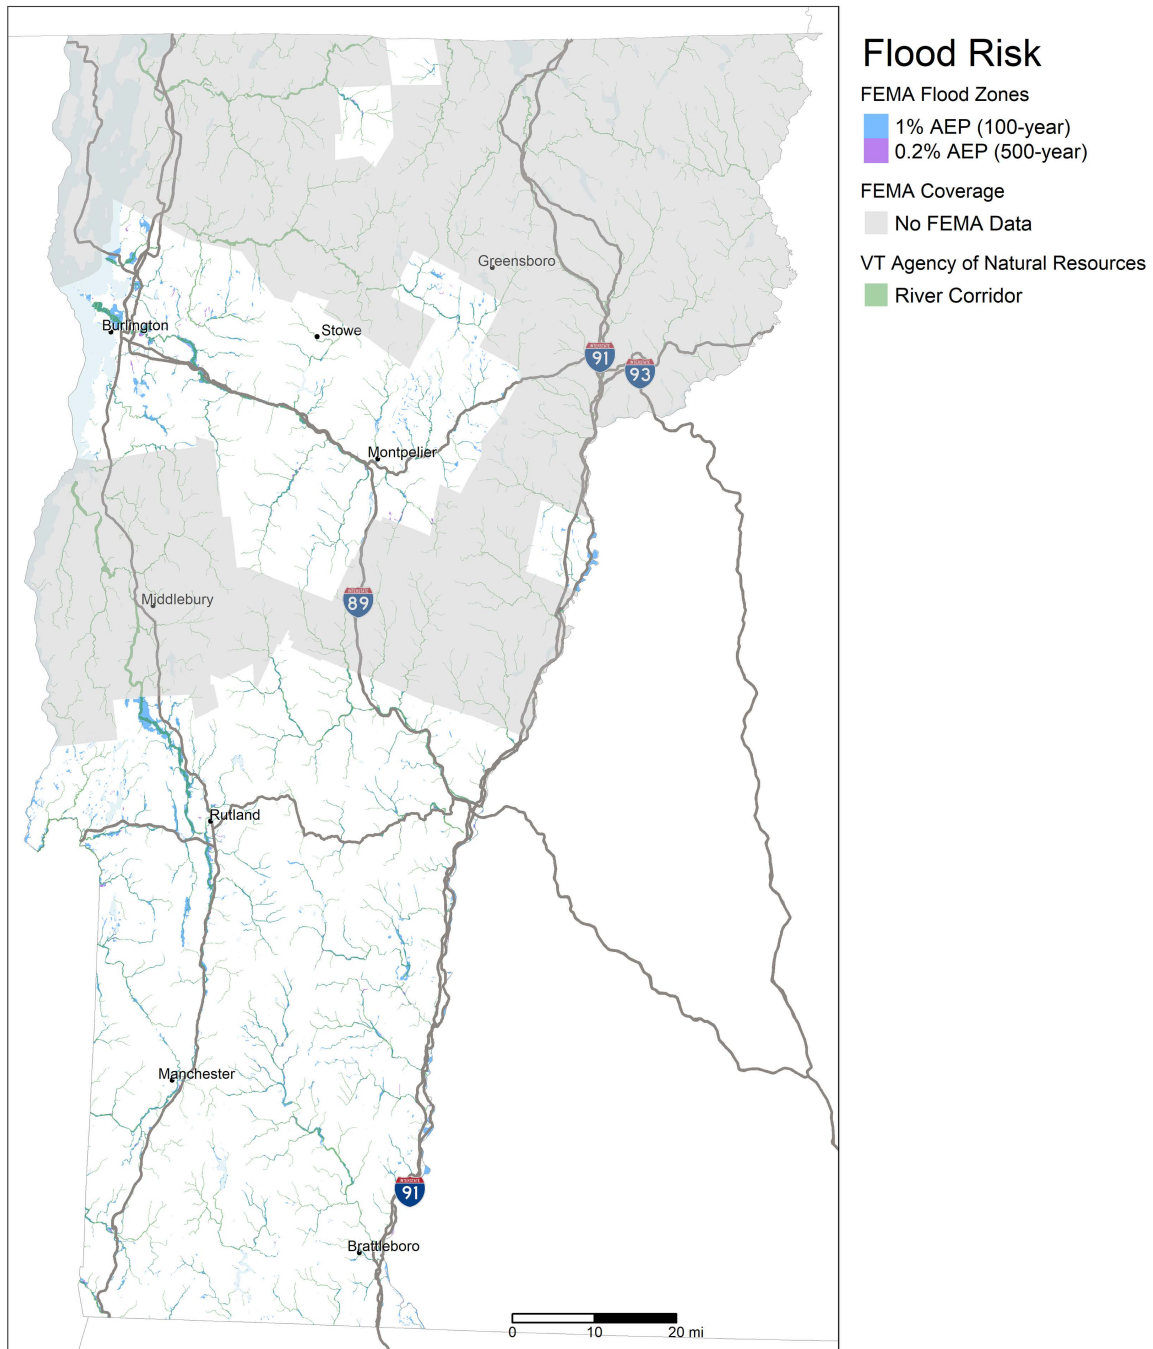 Flood Risk
FEMA Flood Zones
1% AEP (100-year)
0.2% AEP (500-year)
FEMA Coverage
No FEMA Data
VT Agency of Natural Resources
River Corridor
Greensboro
Burlington
Stowe
91
93
Montpelier
Middlebury
89
Rutland
Manchester
91
Brattleboro
0 10 20 mi